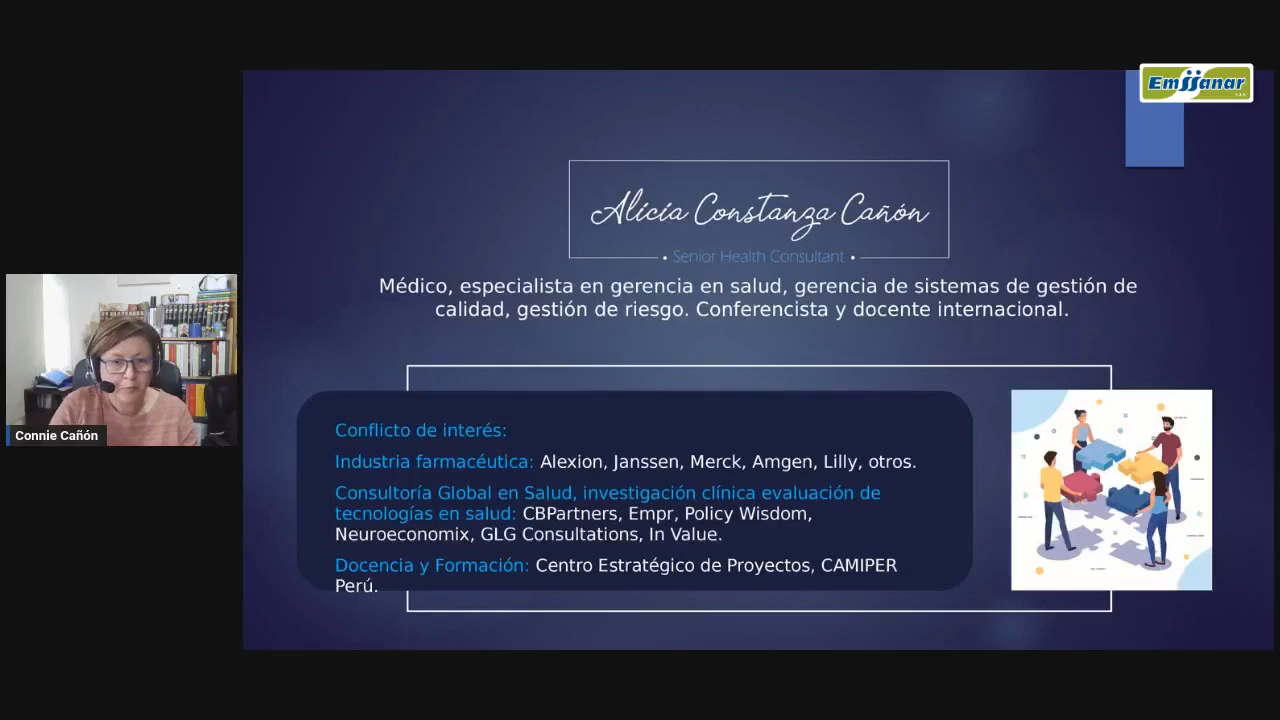 Emssanar
Alicia Constanza Cañón
• Senior Health Consultant •
Médico, especialista en gerencia en salud, gerencia de sistemas de gestión de
calidad, gestión de riesgo. Conferencista y docente internacional.
Connie Cañón
Conflicto de interés:
Industria farmacéutica: Alexion, Janssen, Merck, Amgen, Lilly, otros.
Consultoría Global en Salud, investigación clínica evaluación de
tecnologías en salud: CBPartners, Empr, Policy Wisdom,
Neuroeconomix, GLG Consultations, In Value.
Docencia y Formación: Centro Estratégico de Proyectos, CAMIPER
Perú.